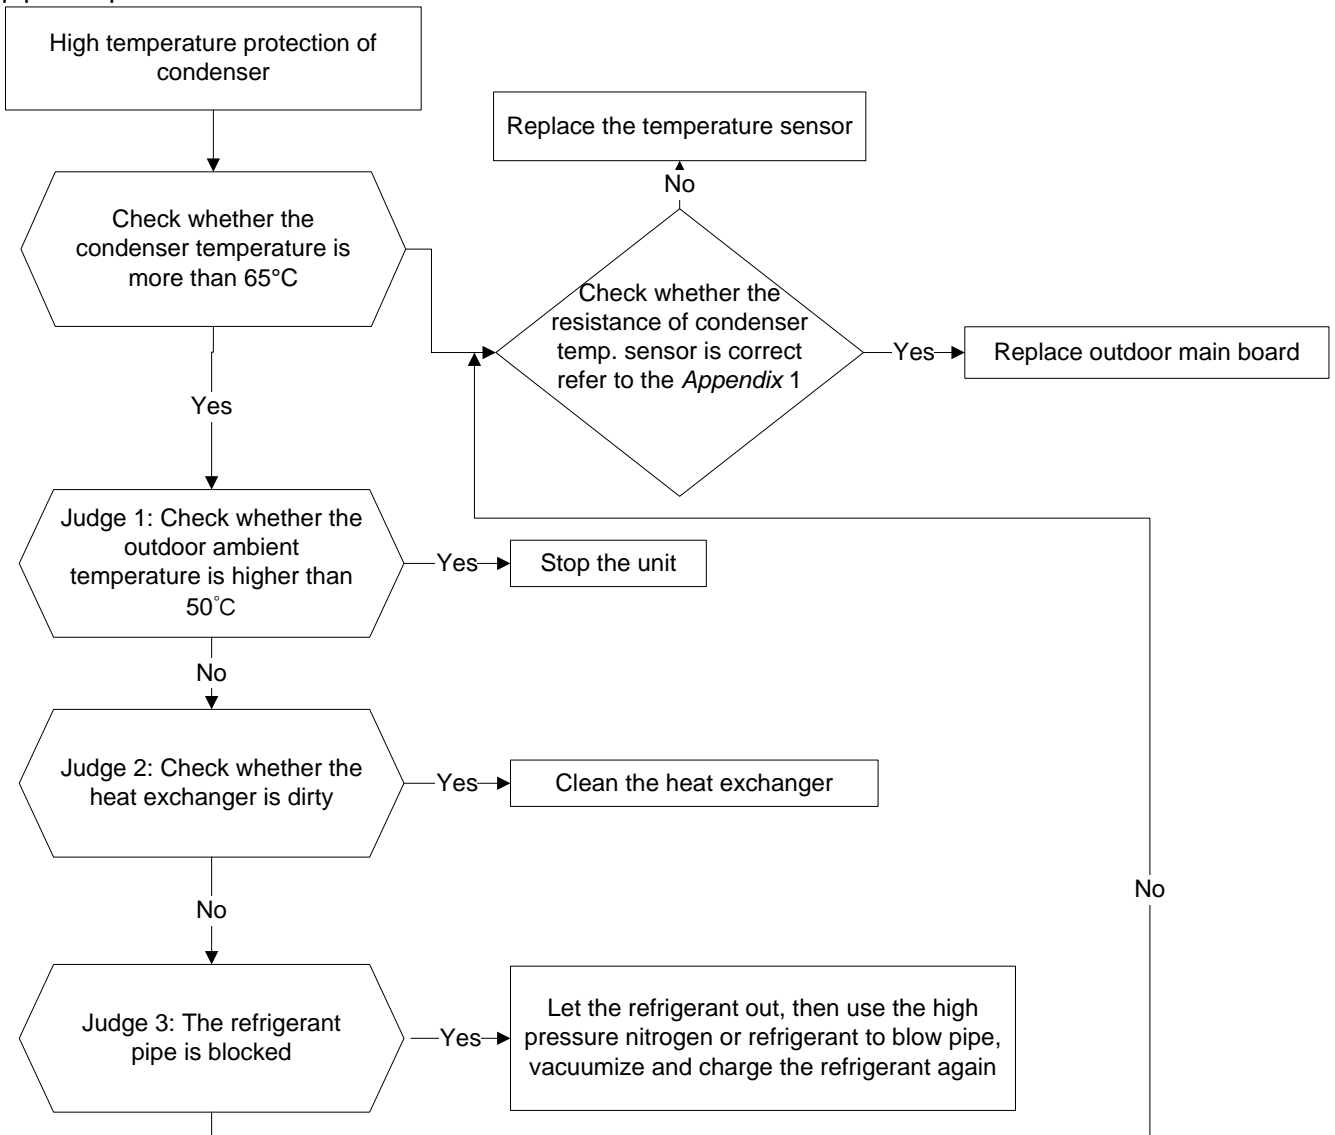 High temperature protection of
condenser
Replace the temperature sensor
No
Check whether the
condenser temperature is
more than 65°C
Check whether the
resistance of condenser
temp. sensor is correct
refer to the Appendix 1
Yes
Replace outdoor main board
Yes
Judge 1: Check whether the
outdoor ambient
temperature is higher than
50°C
Yes
Stop the unit
No
Judge 2: Check whether the
heat exchanger is dirty
Yes
Clean the heat exchanger
No
No
Judge 3: The refrigerant
pipe is blocked
Yes
Let the refrigerant out, then use the high
pressure nitrogen or refrigerant to blow pipe,
vacuumize and charge the refrigerant again